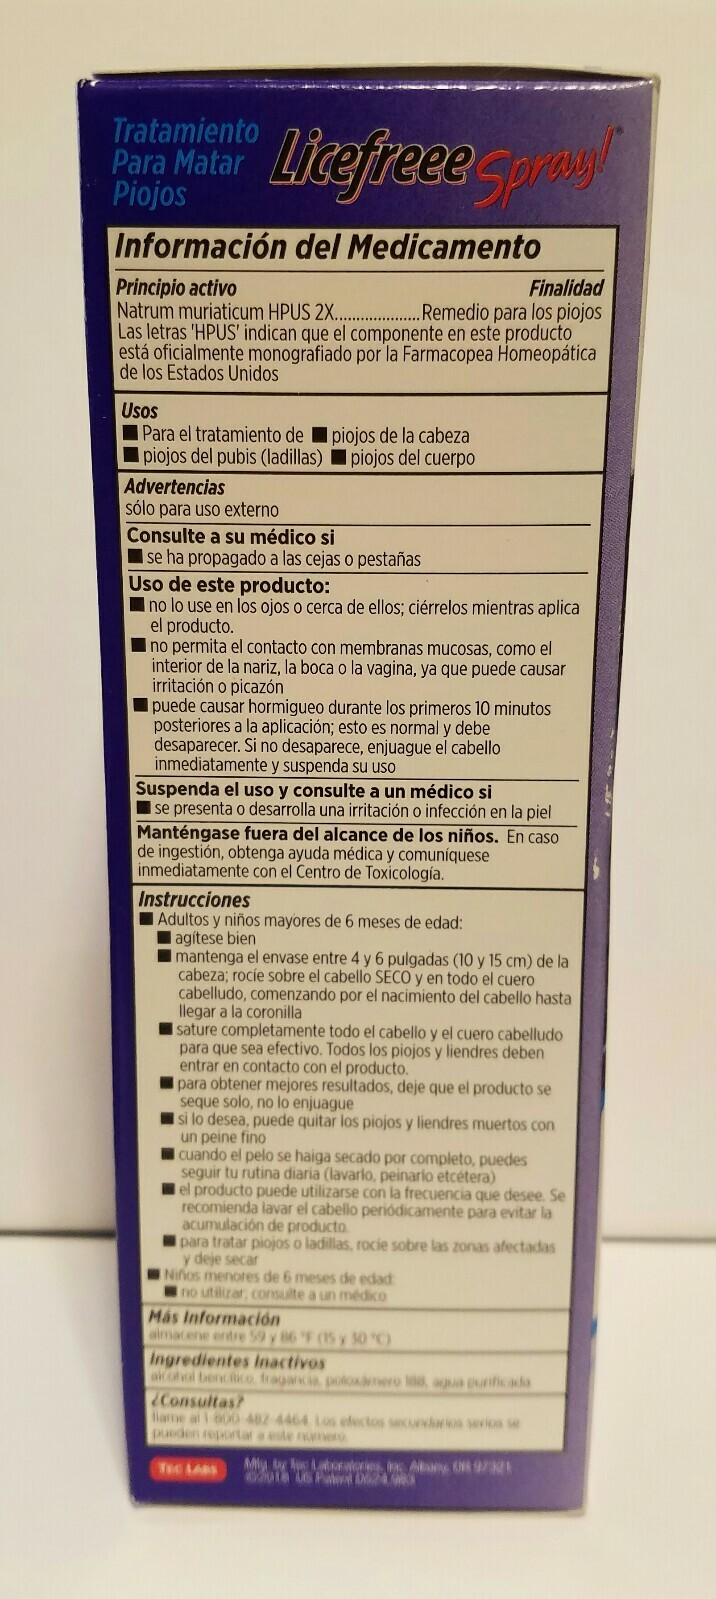 Tratamiento
Para Matar
Piojos
Licefreee Spray!®
Información del Medicamento
Principio activo Finalidad
Natrum muriaticum HPUS 2X....................Remedio para los piojos
Las letras 'HPUS' indican que el componente en este producto
está oficialmente monografiado por la Farmacopea Homeopática
de los Estados Unidos
Usos
■ Para el tratamiento de ■ piojos de la cabeza
■ piojos del pubis (ladillas) ■ piojos del cuerpo
Advertencias
sólo para uso externo
Consulte a su médico si
■ se ha propagado a las cejas o pestañas
Uso de este producto:
■ no lo use en los ojos o cerca de ellos; ciérrelos mientras aplica
el producto.
■ no permita el contacto con membranas mucosas, como el
interior de la nariz, la boca o la vagina, ya que puede causar
irritación o picazón
■ puede causar hormigueo durante los primeros 10 minutos
posteriores a la aplicación; esto es normal y debe
desaparecer. Si no desaparece, enjuague el cabello
inmediatamente y suspenda su uso
Suspenda el uso y consulte a un médico si
■ se presenta o desarrolla una irritación o infección en la piel
Manténgase fuera del alcance de los niños. En caso
de ingestión, obtenga ayuda médica y comuníquese
inmediatamente con el Centro de Toxicología.
Instrucciones
■ Adultos y niños mayores de 6 meses de edad:
■ agítese bien
■ mantenga el envase entre 4 y 6 pulgadas (10 y 15 cm) de la
cabeza; rocíe sobre el cabello SECO y en todo el cuero
cabelludo, comenzando por el nacimiento del cabello hasta
llegar a la coronilla
■ sature completamente todo el cabello y el cuero cabelludo
para que sea efectivo. Todos los piojos y liendres deben
entrar en contacto con el producto.
■ para obtener mejores resultados, deje que el producto se
seque solo, no lo enjuague
■ si lo desea, puede quitar los piojos y liendres muertos con
un peine fino
■ cuando el pelo se haiga secado por completo, puedes
seguir tu rutina diaria (lavarlo, peinarlo etcétera)
■ el producto puede utilizarse con la frecuencia que desee. Se
recomienda lavar el cabello periódicamente para evitar la
acumulación de producto.
■ para tratar piojos o ladillas, rocíe sobre las zonas afectadas
y deje secar
■ Niños menores de 6 meses de edad:
■ no utilizar; consulte a un médico
Más Información
almacene entre 59 y 86 °F (15 y 30 °C)
Ingredientes Inactivos
alcohol bencílico, fragancia, poloxámero 188, agua purificada
¿Consultas?
llame al 1-800-482-4464. Los efectos secundarios serios se
pueden reportar a este número.
TEC LABS
Mfg. by Tec Laboratories, Inc. Albany, OR 97321
©2018 US Patent